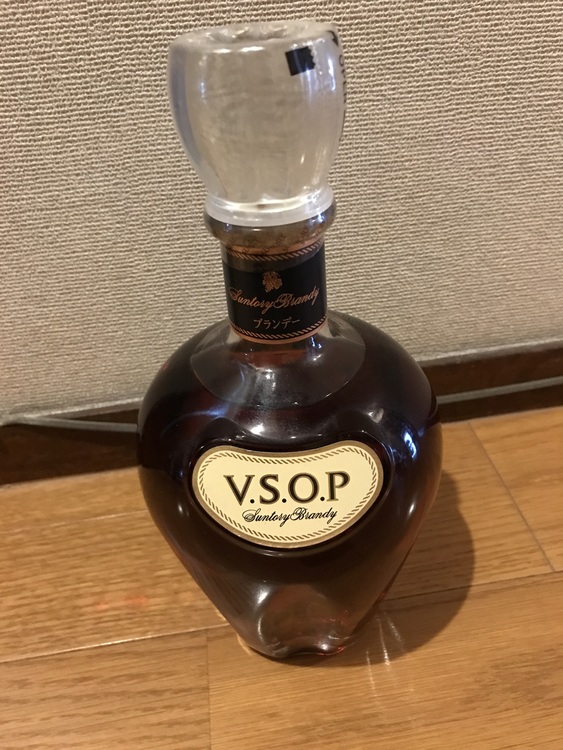 Suntory Brandy
ブランデー
V.S.O.P
Suntory Brandy